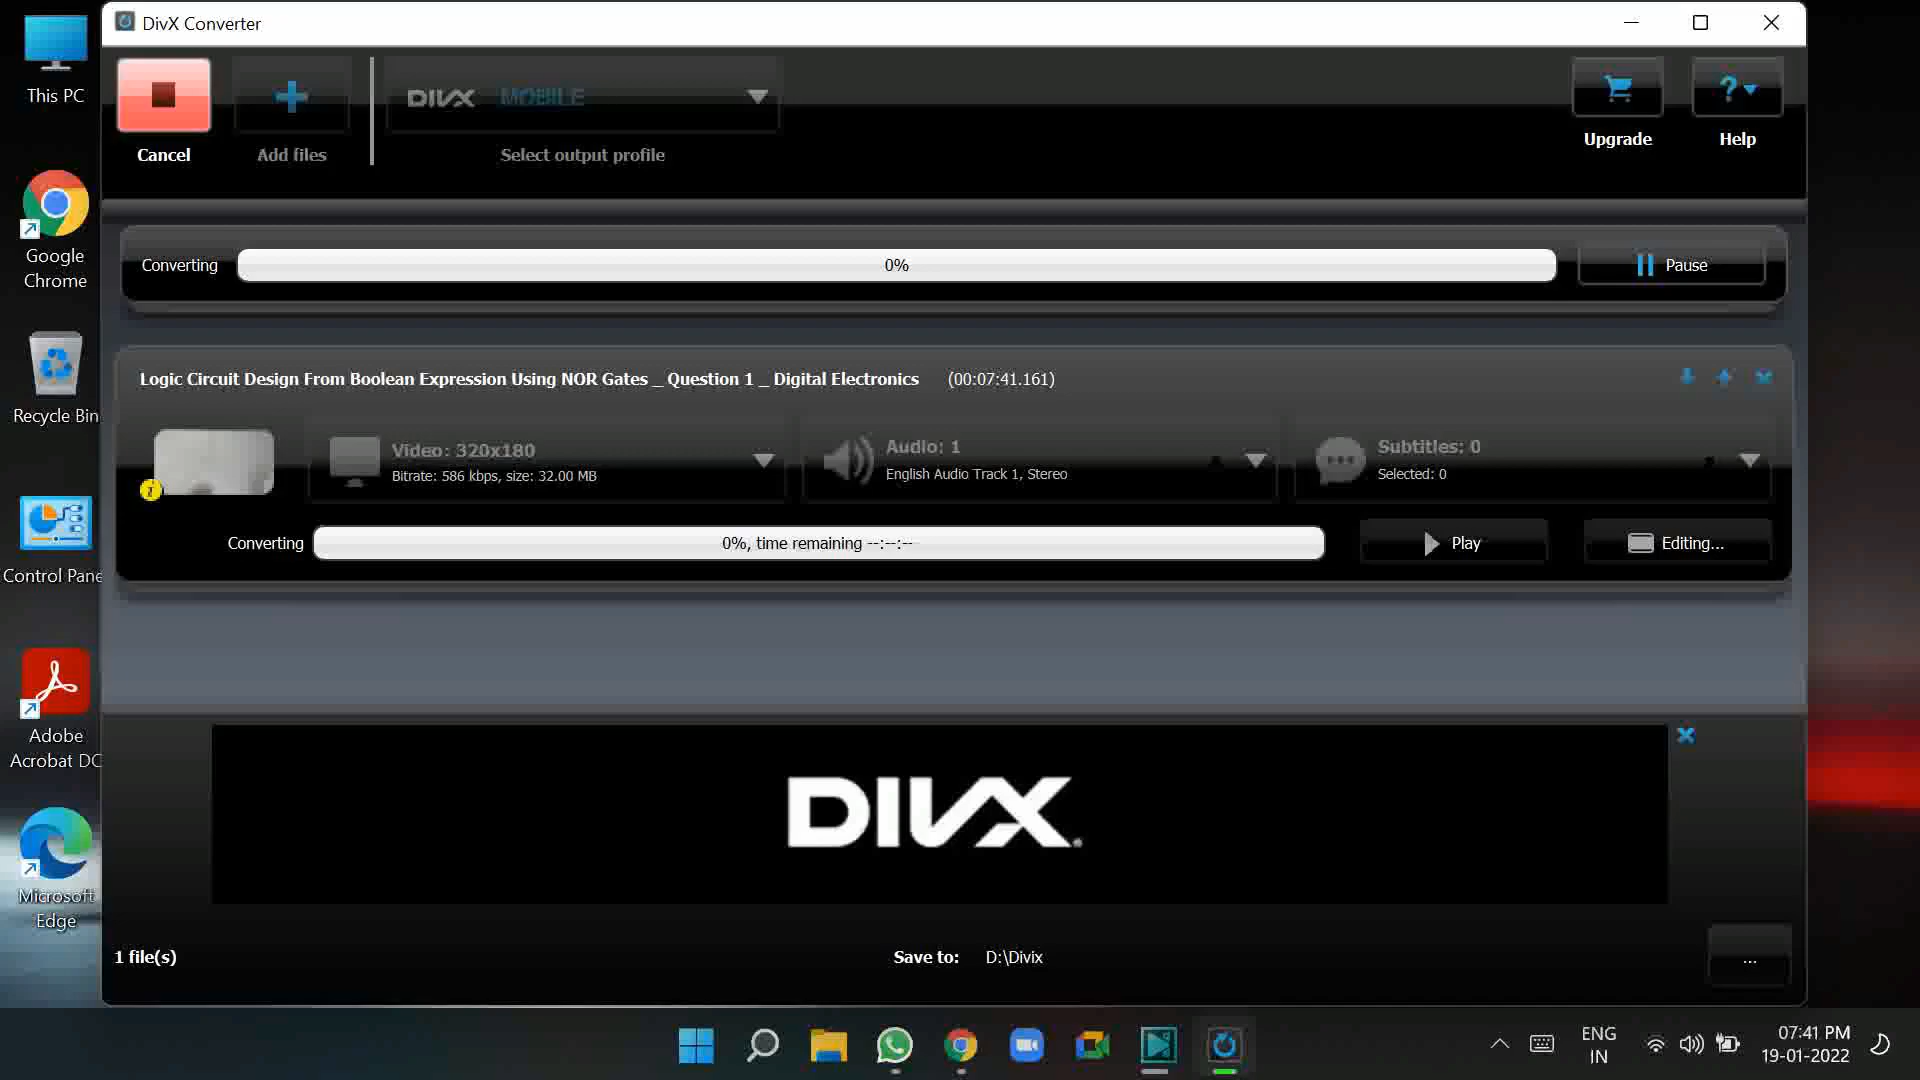 DivX Converter
This PC
Google
Chrome
Recycle Bin
Control Pane
Adobe
Acrobat DC
Microsoft
Edge
Cancel
Add files
DIVX MOBILE
Select output profile
Upgrade
?
Help
Converting
0%
Pause
Logic Circuit Design From Boolean Expression Using NOR Gates _ Question 1 _ Digital Electronics (00:07:41.161)
Video: 320x180
Bitrate: 586 kbps, size: 32.00 MB
Audio: 1
English Audio Track 1, Stereo
Subtitles: 0
Selected: 0
i
Converting
0%, time remaining --:--:--
Play
Editing...
DIVX.
1 file(s)
Save to: D:\Divix
...
ENG
IN
07:41 PM
19-01-2022